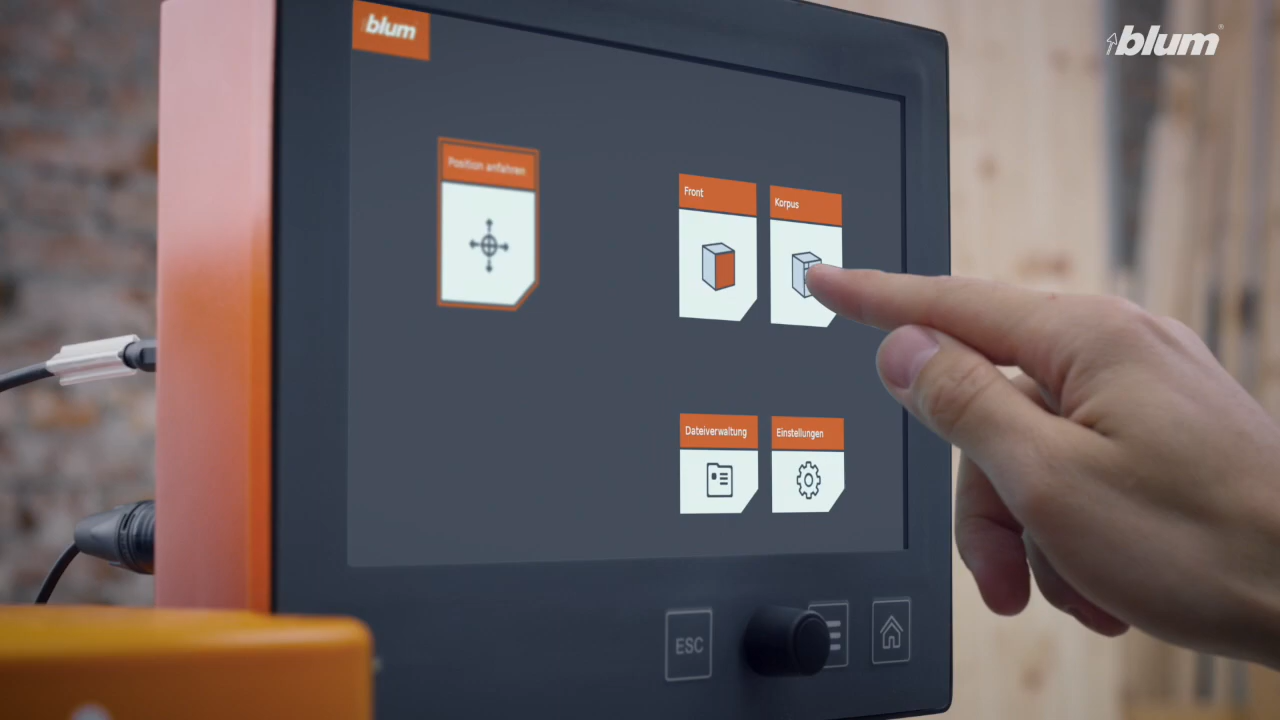 blum
blum
Position anfahren
Front
Korpus
Dateiverwaltung
Einstellungen
ESC